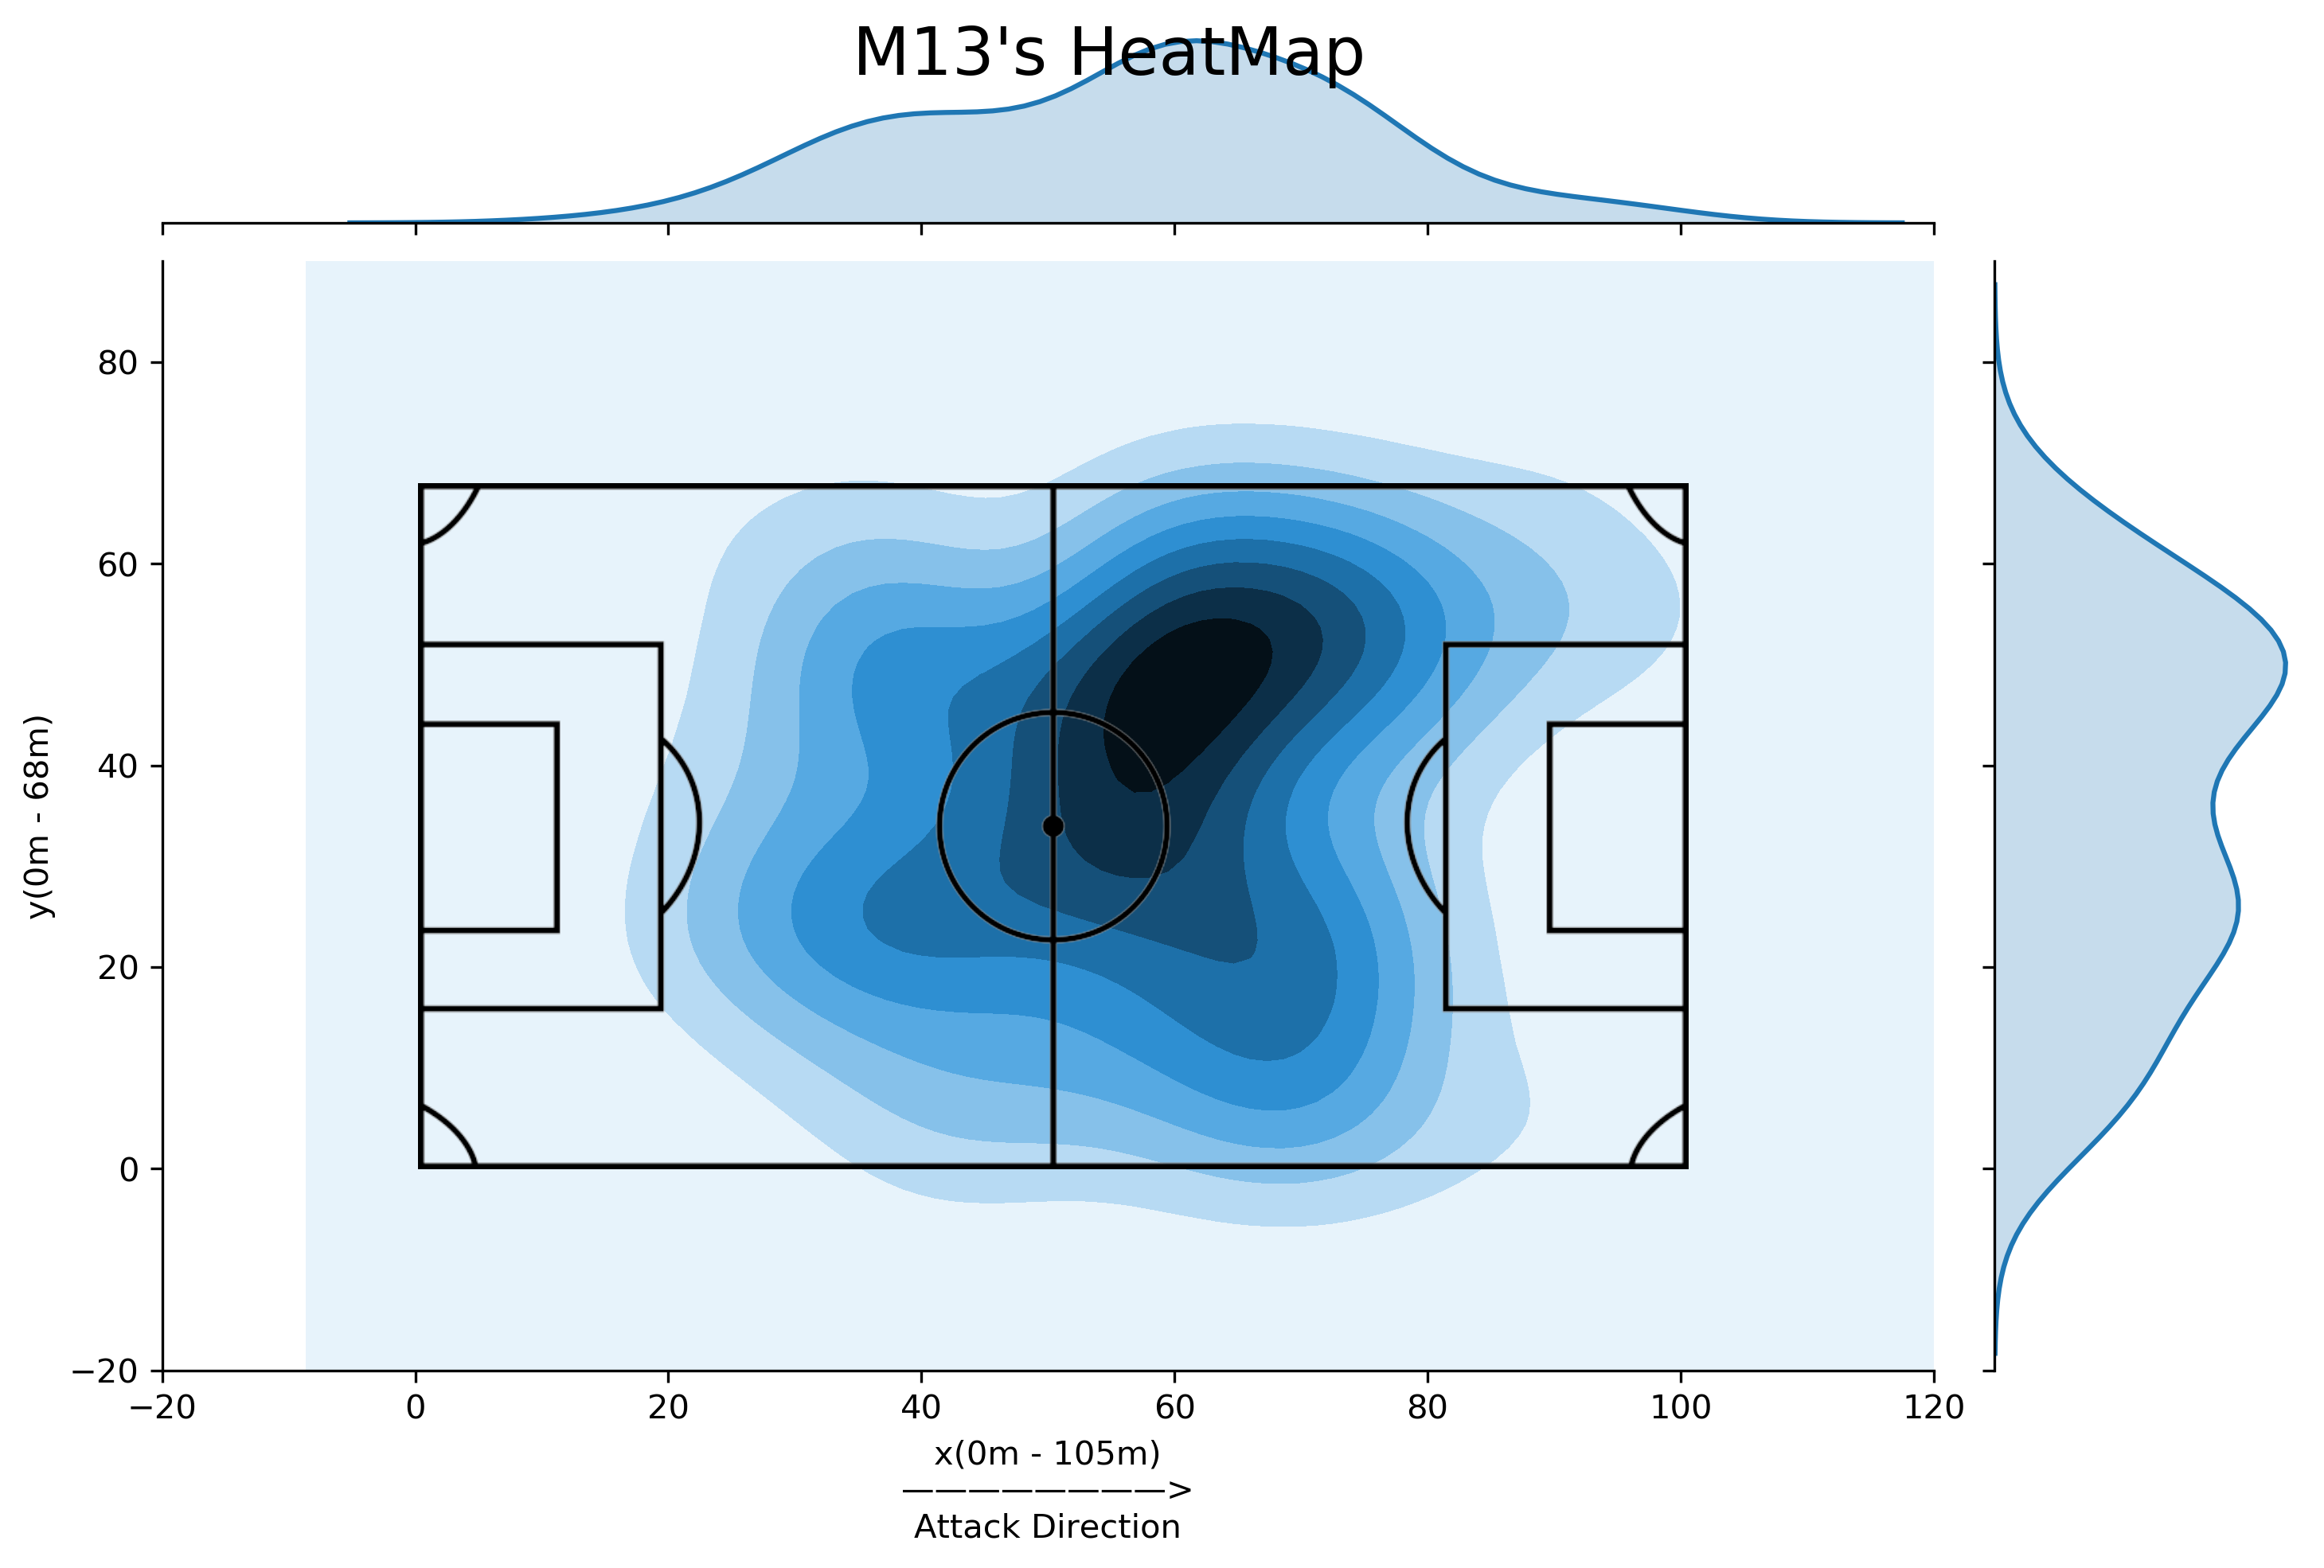 M13's HeatMap
80
60
40
20
0
−20
y(0m - 68m)
−20 0 20 40 60 80 100 120
x(0m - 105m)
————————>
Attack Direction